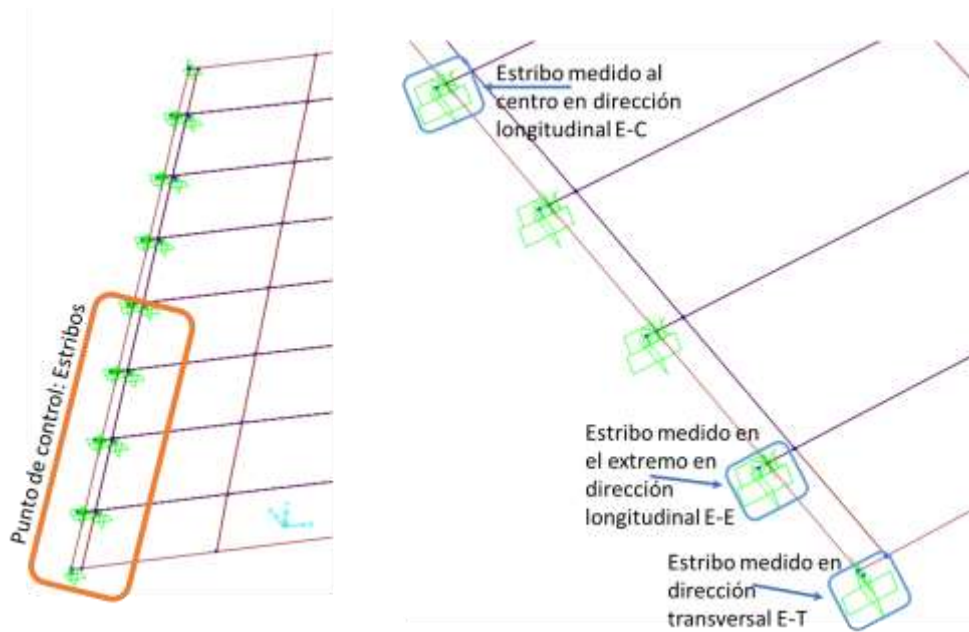 Punto de control: Estribos
Estribo medido al
centro en dirección
longitudinal E-C
Estribo medido en
el extremo en
dirección
longitudinal E-E
Estribo medido en
dirección
transversal E-T